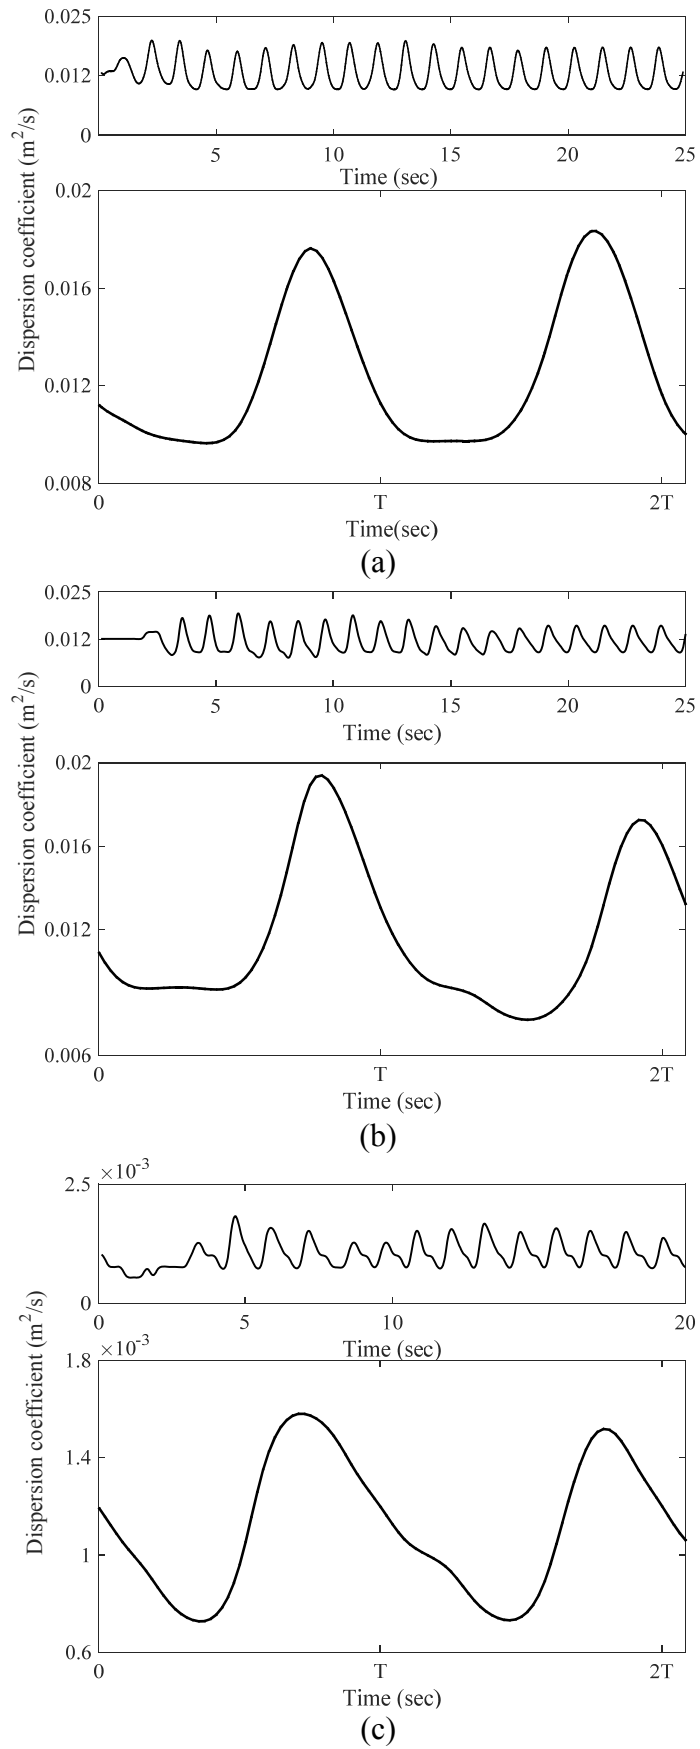 0.025
0.012
0
5 10 15 20 25
Time (sec)
Dispersion coefficient (m²/s)
0.02
0.016
0.012
0.008
0 T 2T
Time(sec)
(a)
0.025
0.012
0
0 5 10 15 20 25
Time (sec)
Dispersion coefficient (m²/s)
0.02
0.016
0.012
0.006
0 T 2T
Time (sec)
(b)
×10⁻³
2.5
0
0 5 10 20
Time (sec)
Dispersion coefficient (m²/s)
×10⁻³
1.8
1.4
1
0.6
0 T 2T
Time (sec)
(c)